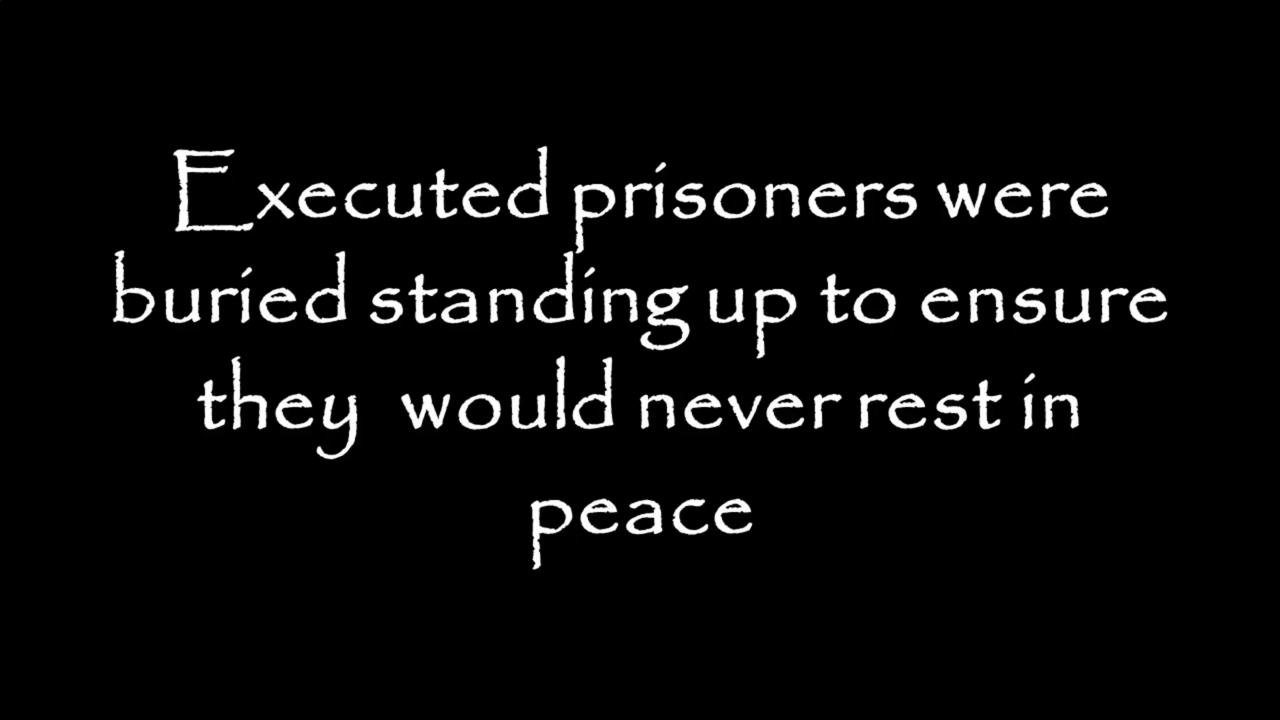 Executed prisoners were
buried standing up to ensure
they would never rest in
peace